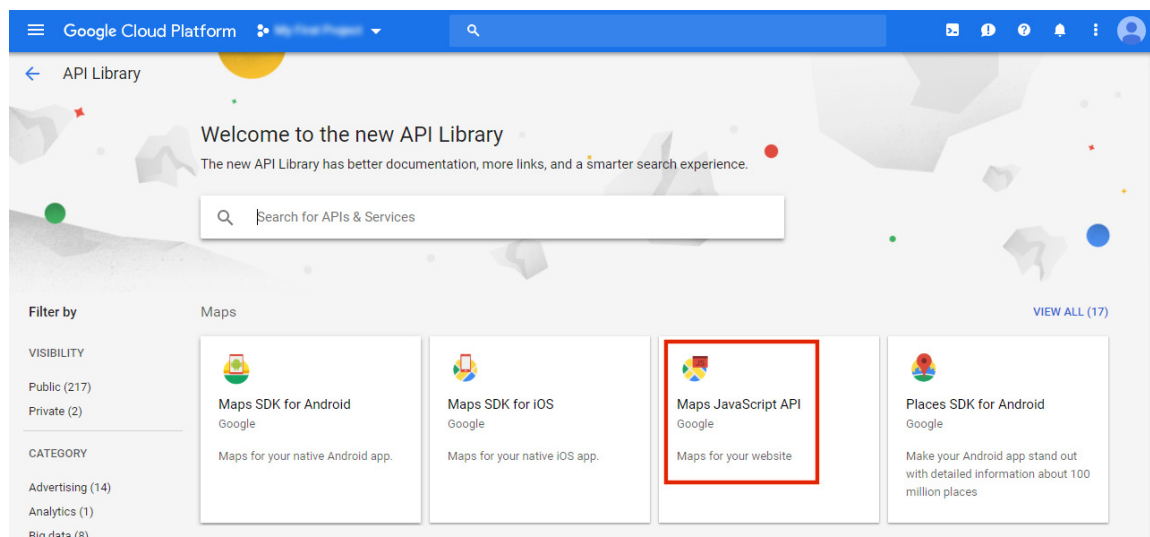 Google Cloud Platform
API Library
Welcome to the new API Library
The new API Library has better documentation, more links, and a smarter search experience.
Search for APIs & Services
Filter by
VISIBILITY
Public (217)
Private (2)
CATEGORY
Advertising (14)
Analytics (1)
Big data (8)
Maps
VIEW ALL (17)
Maps SDK for Android
Google
Maps for your native Android app.
Maps SDK for iOS
Google
Maps for your native iOS app.
Maps JavaScript API
Google
Maps for your website
Places SDK for Android
Google
Make your Android app stand out
with detailed information about 100
million places